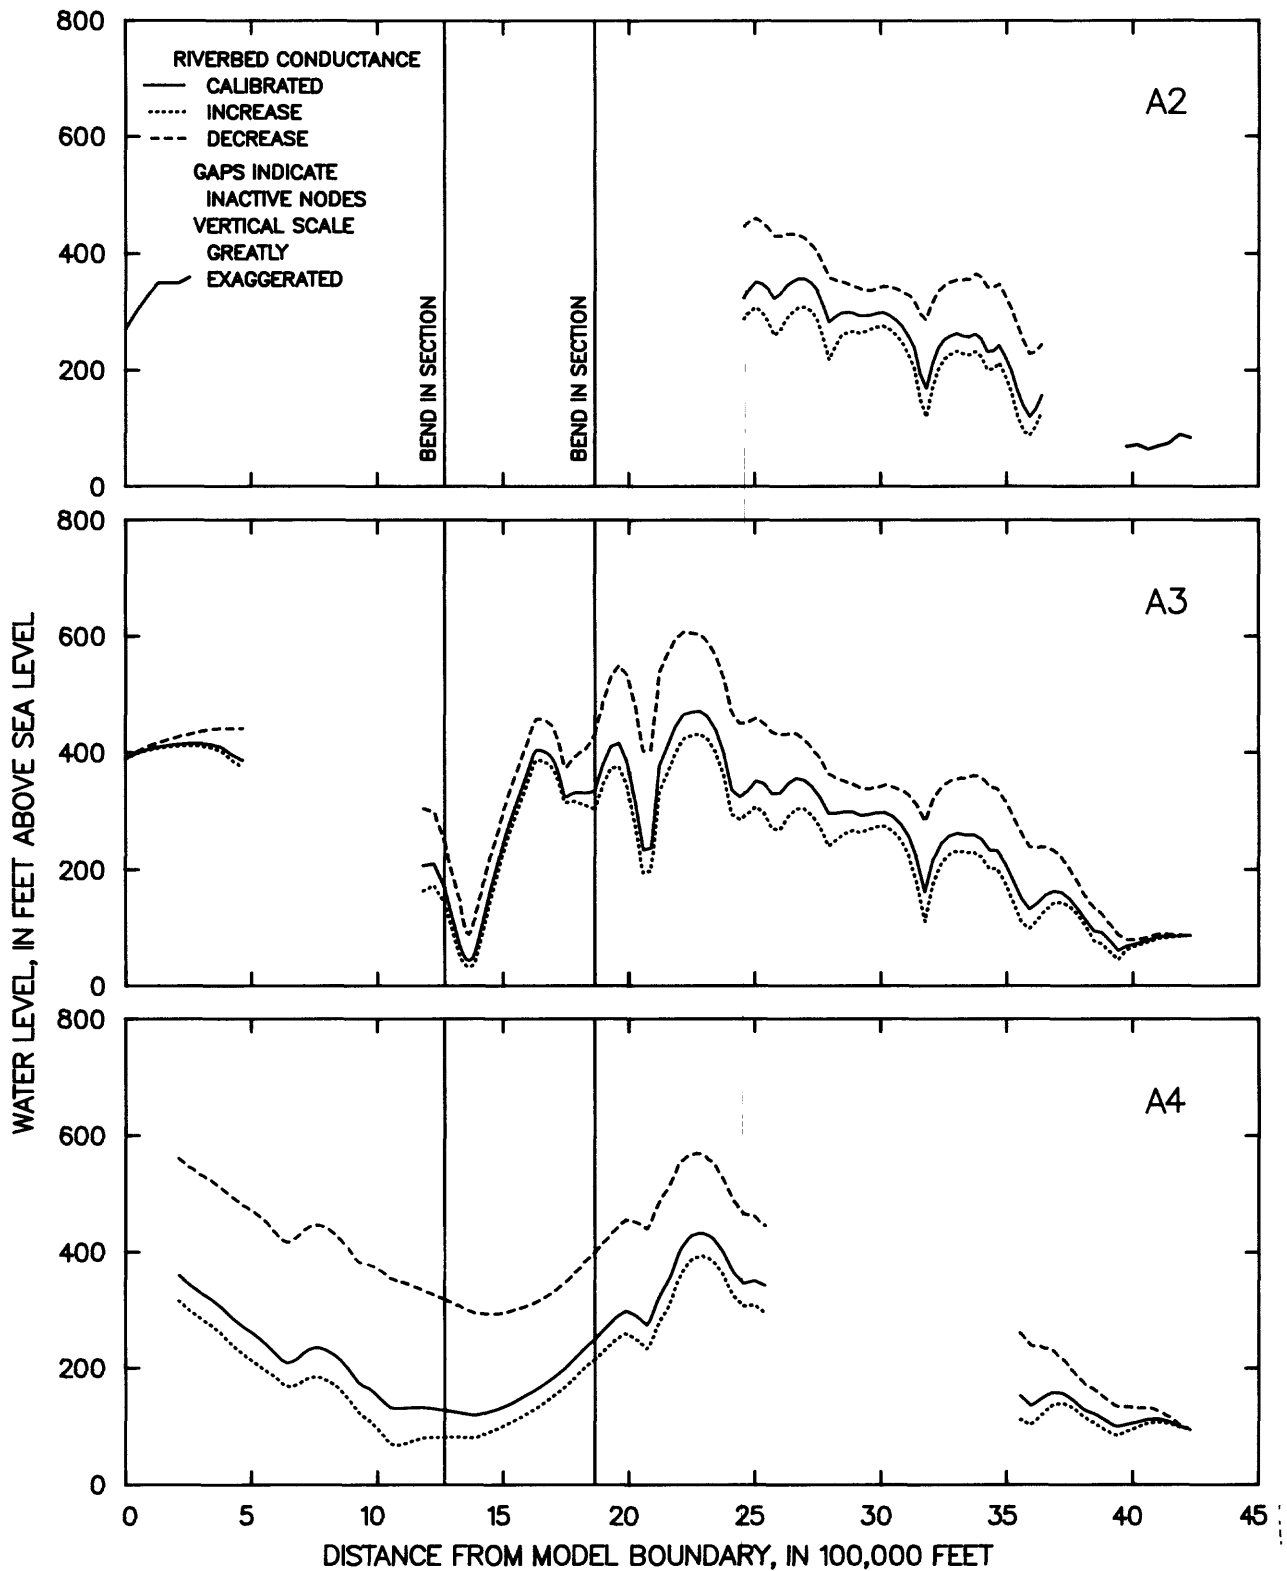 800
600
400
200
0
RIVERBED CONDUCTANCE
CALIBRATED
INCREASE
DECREASE
GAPS INDICATE
INACTIVE NODES
VERTICAL SCALE
GREATLY
EXAGGERATED
BEND IN SECTION
BEND IN SECTION
A2
800
600
400
200
0
A3
800
600
400
200
0
A4
WATER LEVEL, IN FEET ABOVE SEA LEVEL
0 5 10 15 20 25 30 35 40 45
DISTANCE FROM MODEL BOUNDARY, IN 100,000 FEET